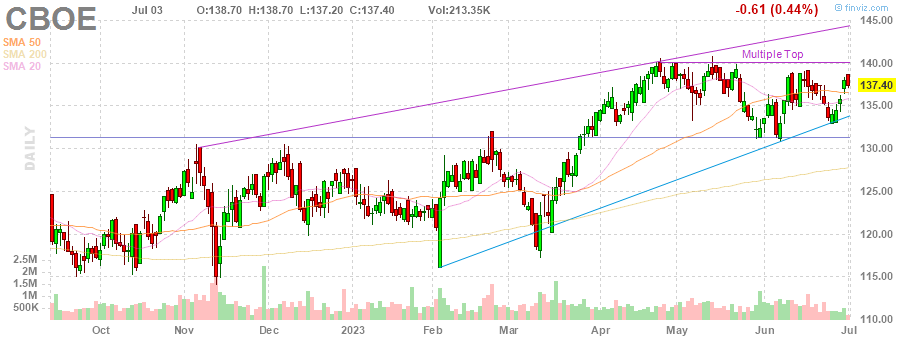 CBOE Jul 03 O:138.70 H:138.70 L:137.20 C:137.40 Vol:213.35K -0.61 (0.44%) finviz.com
SMA 50
SMA 200
SMA 20
DAILY
Multiple Top
145.00
140.00
137.40
135.00
130.00
125.00
120.00
115.00
110.00
2.5M
2M
1.5M
1M
500K
Oct Nov Dec 2023 Feb Mar Apr May Jun Jul